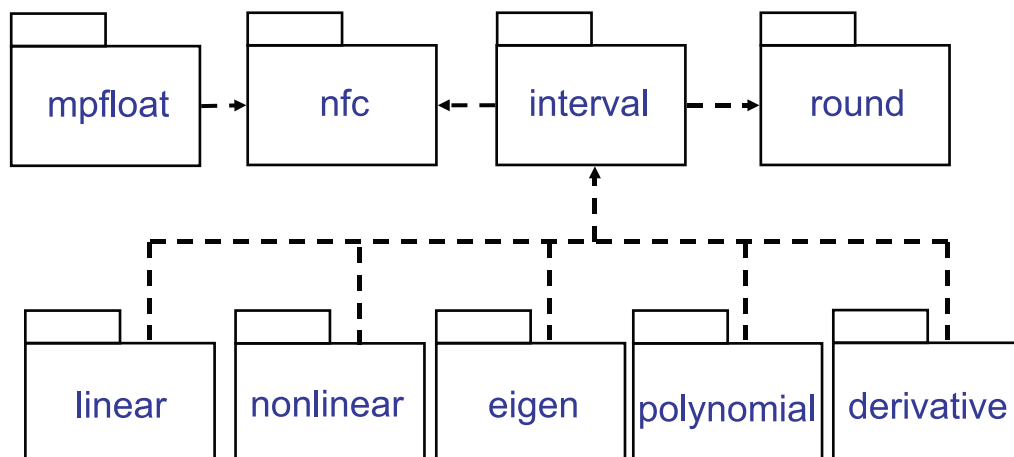 mpfloat
nfc
interval
round
linear
nonlinear
eigen
polynomial
derivative